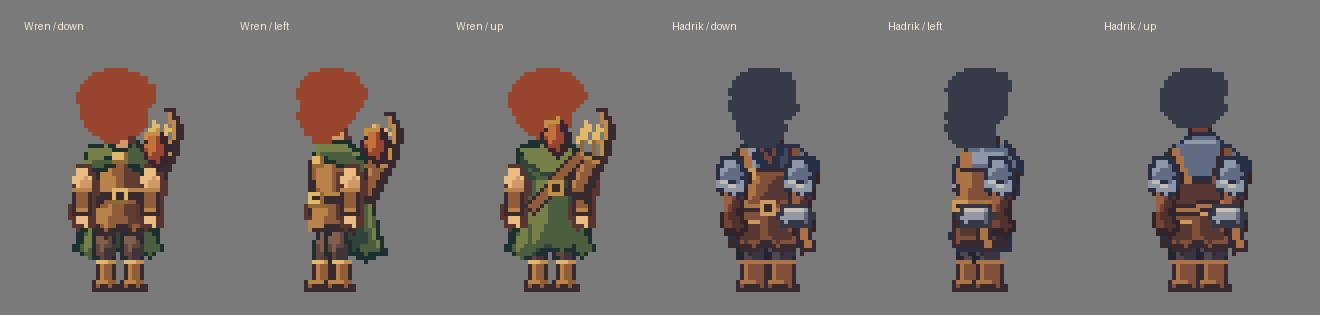 Wren / down
Wren / left
Wren / up
Hadrik / down
Hadrik / left
Hadrik / up